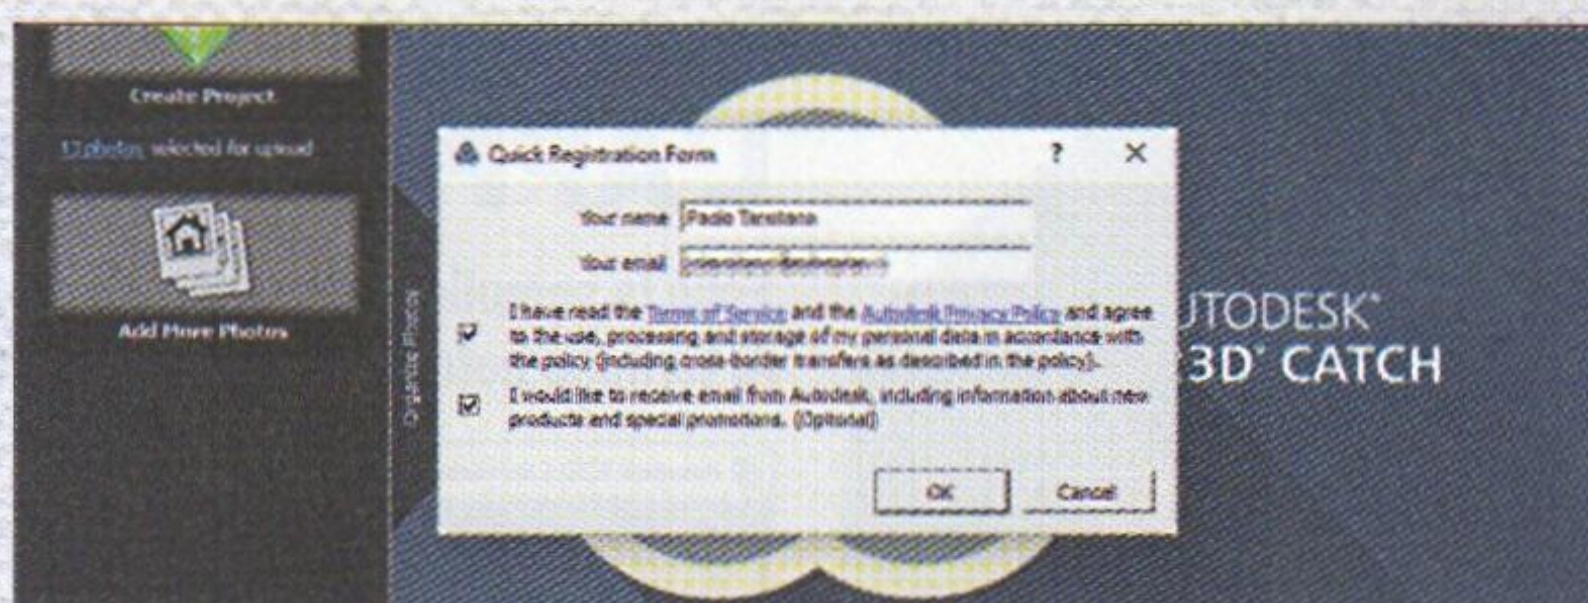 Create Project
photos selected for upload
Add More Photos
Organize Photos
Quick Registration Form
? ×
Your name Paolo
Your email
I have read the Terms of Service and the Autodesk Privacy Policy and agree
to the use, processing and storage of my personal data in accordance with
the policy (including cross-border transfers as described in the policy).
I would like to receive email from Autodesk, including information about new
products and special promotions. (Optional)
OK Cancel
UTODESK®
3D® CATCH